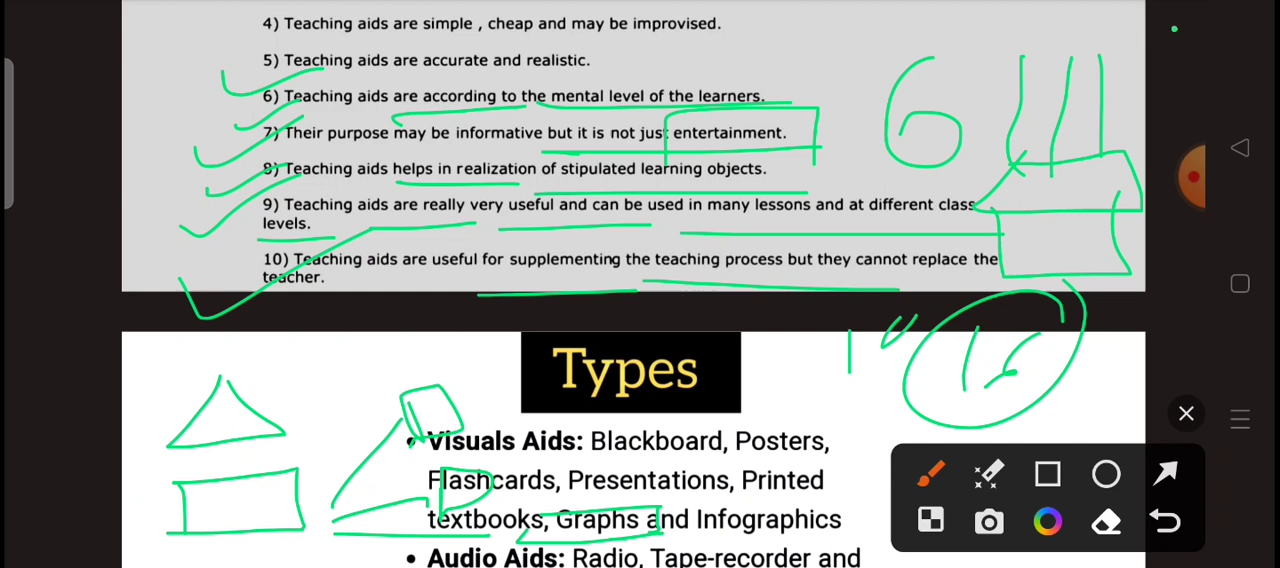 4) Teaching aids are simple , cheap and may be improvised.
5) Teaching aids are accurate and realistic.
6) Teaching aids are according to the mental level of the learners.
7) Their purpose may be informative but it is not just entertainment.
8) Teaching aids helps in realization of stipulated learning objects.
9) Teaching aids are really very useful and can be used in many lessons and at different class
levels.
10) Teaching aids are useful for supplementing the teaching process but they cannot replace the
teacher.
6
16
Types
• Visuals Aids: Blackboard, Posters,
Flashcards, Presentations, Printed
textbooks, Graphs and Infographics
• Audio Aids: Radio, Tape-recorder and